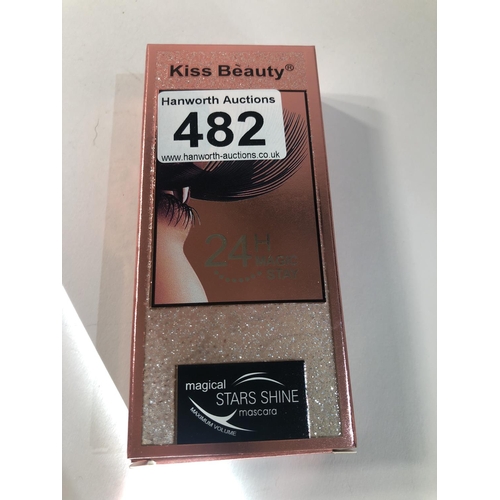 Kiss Beauty®
Hanworth Auctions
482
www.hanworth-auctions.co.uk
24H
magical
STARS SHINE
mascara
MAXIMUM VOLUME